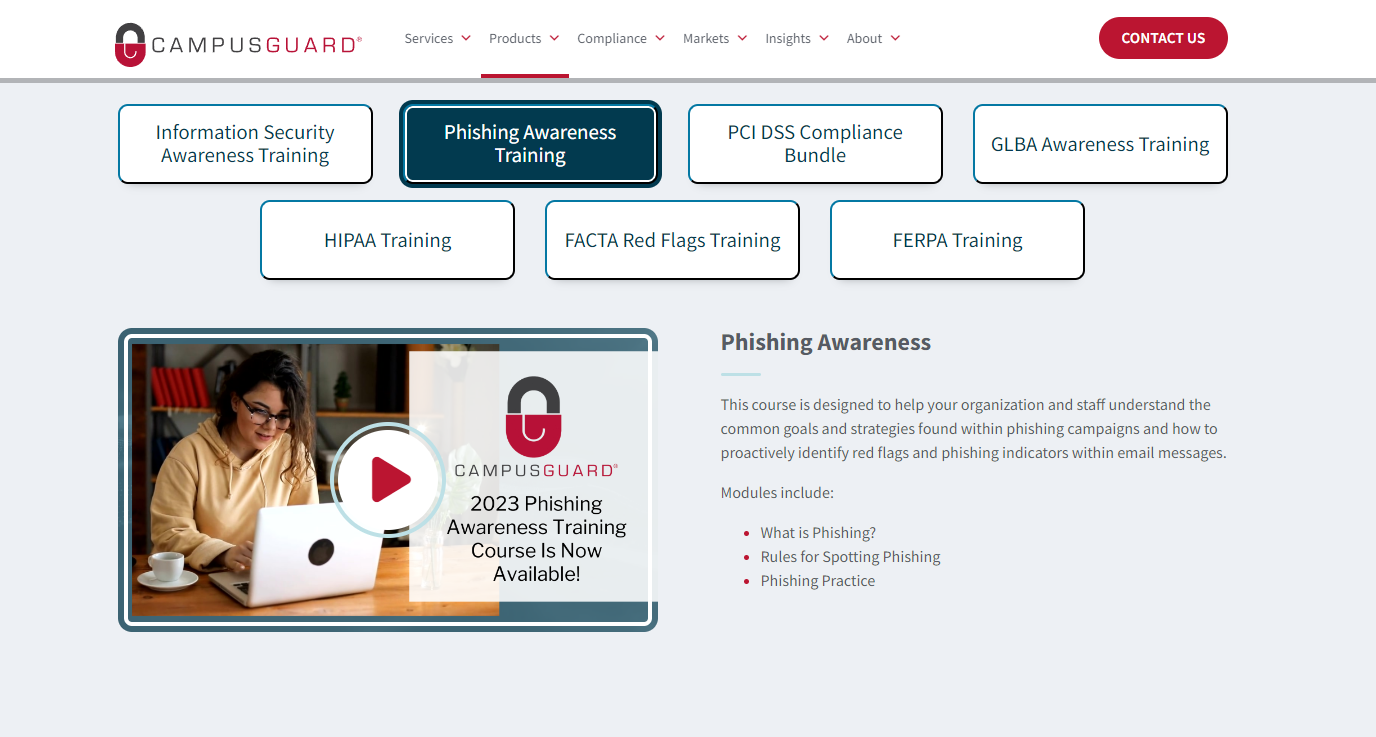 CAMPUSGUARD®
Services
Products
Compliance
Markets
Insights
About
CONTACT US
Information Security
Awareness Training
Phishing Awareness
Training
PCI DSS Compliance
Bundle
GLBA Awareness Training
HIPAA Training
FACTA Red Flags Training
FERPA Training
CAMPUSGUARD®
2023 Phishing
Awareness Training
Course Is Now
Available!
Phishing Awareness
This course is designed to help your organization and staff understand the
common goals and strategies found within phishing campaigns and how to
proactively identify red flags and phishing indicators within email messages.
Modules include:
• What is Phishing?
• Rules for Spotting Phishing
• Phishing Practice